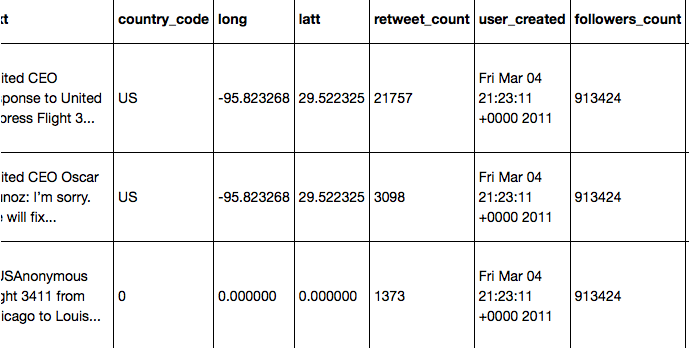 xt country_code long latt retweet_count user_created followers_count
ited CEO
ponse to United
press Flight 3...
US -95.823268 29.522325 21757
Fri Mar 04
21:23:11
+0000 2011
913424
ited CEO Oscar
unoz: I'm sorry.
e will fix...
US -95.823268 29.522325 3098
Fri Mar 04
21:23:11
+0000 2011
913424
USAnonymous
ght 3411 from
icago to Louis...
0 0.000000 0.000000 1373
Fri Mar 04
21:23:11
+0000 2011
913424